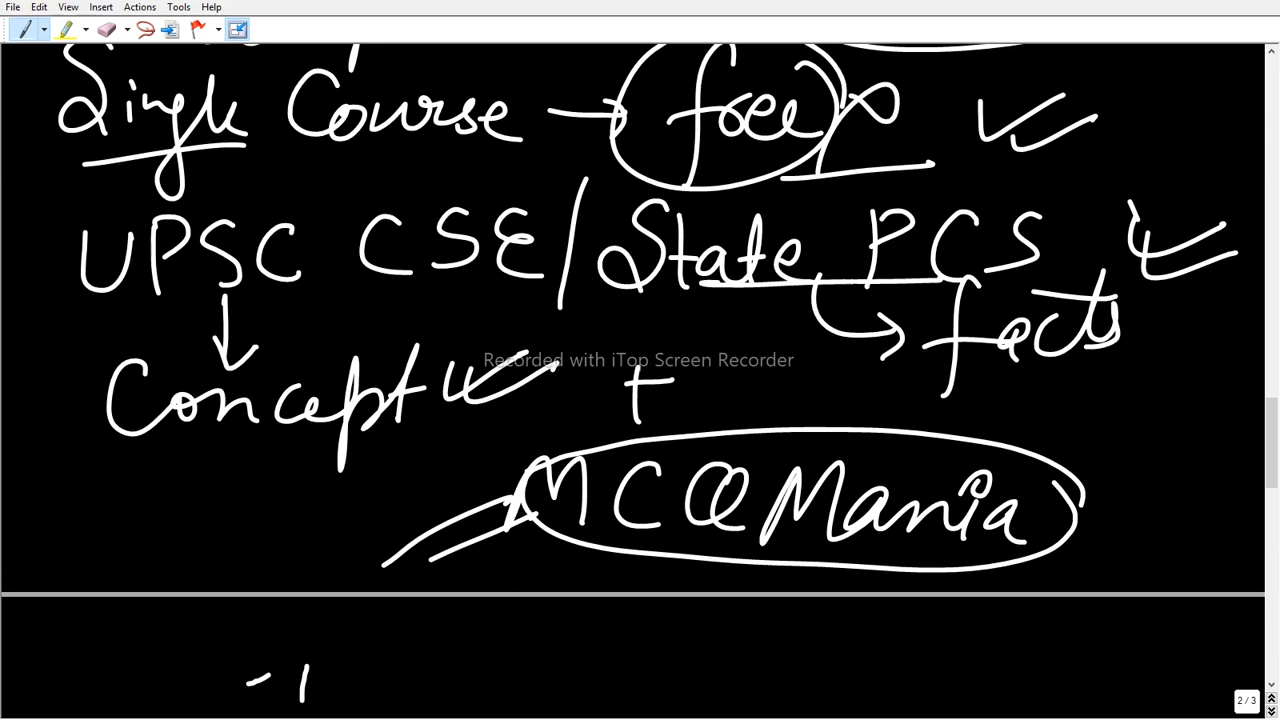 File Edit View Insert Actions Tools Help
Single Course → free
UPSC CSE / State PCS
→ facts
Concept +
Recorded with iTop Screen Recorder
MCQ Mania
- 1
2 / 3